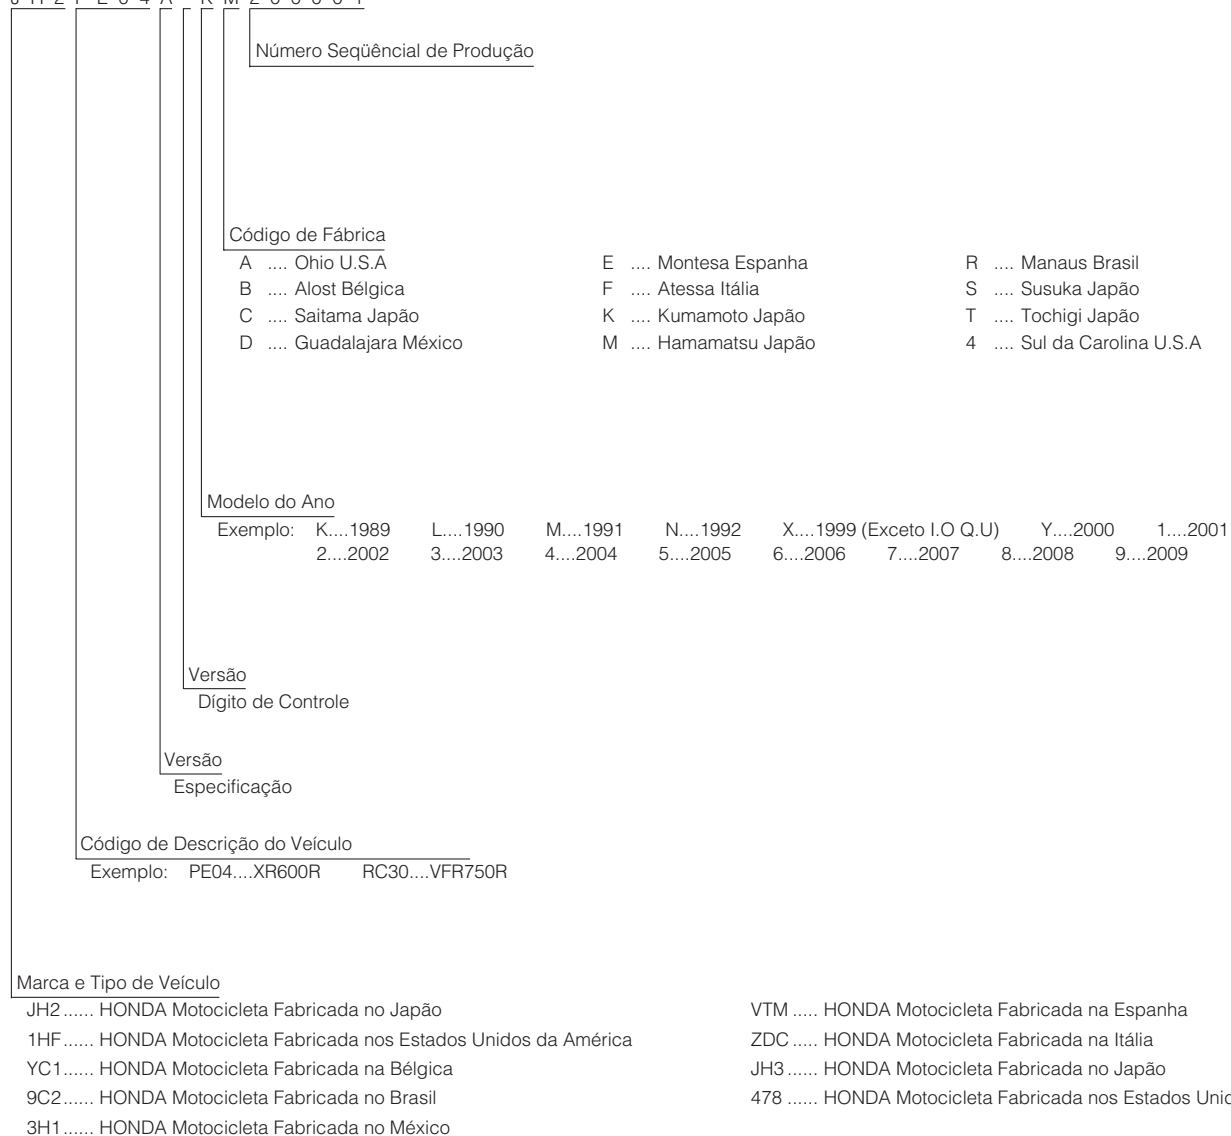 Número Seqüêncial de Produção
Código de Fábrica
A .... Ohio U.S.A E .... Montesa Espanha R .... Manaus Brasil
B .... Alost Bélgica F .... Atessa Itália S .... Susuka Japão
C .... Saitama Japão K .... Kumamoto Japão T .... Tochigi Japão
D .... Guadalajara México M .... Hamamatsu Japão 4 .... Sul da Carolina U.S.A
Modelo do Ano
Exemplo: K....1989 L....1990 M....1991 N....1992 X....1999 (Exceto I.O Q.U) Y....2000 1....2001
2....2002 3....2003 4....2004 5....2005 6....2006 7....2007 8....2008 9....2009
Versão
Dígito de Controle
Versão
Especificação
Código de Descrição do Veículo
Exemplo: PE04....XR600R RC30....VFR750R
Marca e Tipo de Veículo
JH2...... HONDA Motocicleta Fabricada no Japão VTM ..... HONDA Motocicleta Fabricada na Espanha
1HF...... HONDA Motocicleta Fabricada nos Estados Unidos da América ZDC ..... HONDA Motocicleta Fabricada na Itália
YC1...... HONDA Motocicleta Fabricada na Bélgica JH3...... HONDA Motocicleta Fabricada no Japão
9C2...... HONDA Motocicleta Fabricada no Brasil 478 ...... HONDA Motocicleta Fabricada nos Estados
3H1...... HONDA Motocicleta Fabricada no México